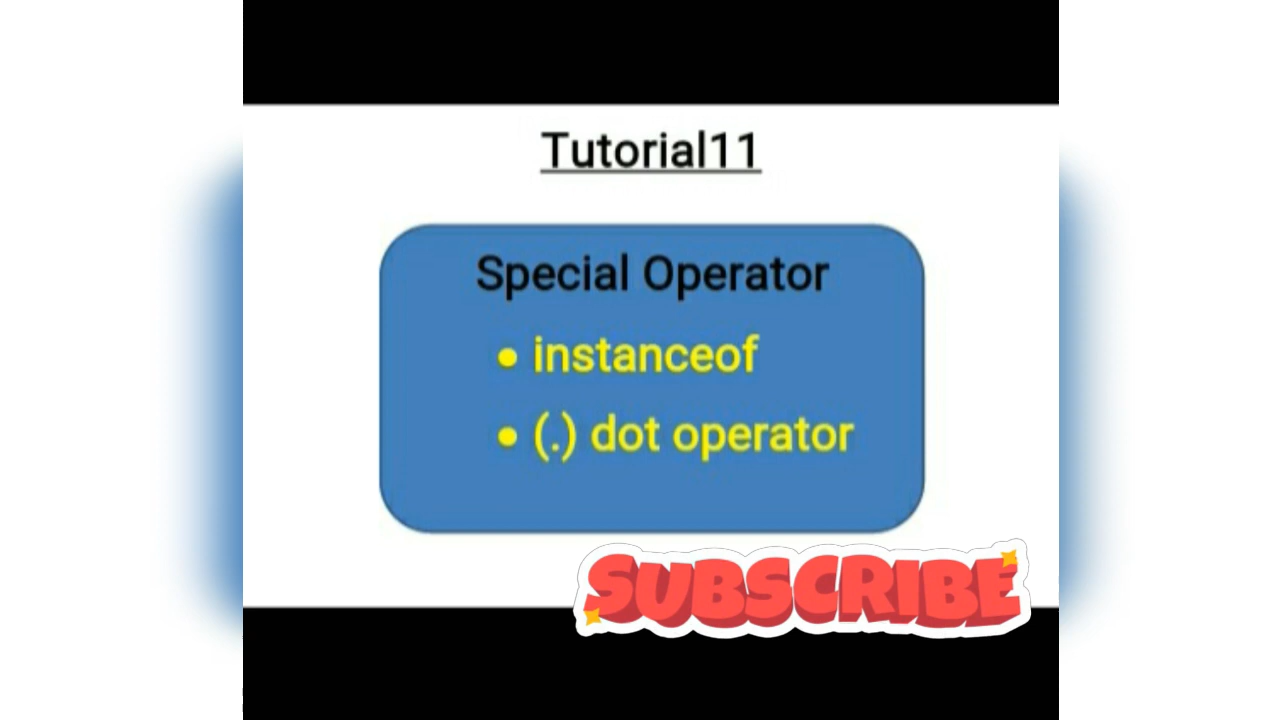 Tutorial11
Special Operator
• instanceof
• (.) dot operator
SUBSCRIBE